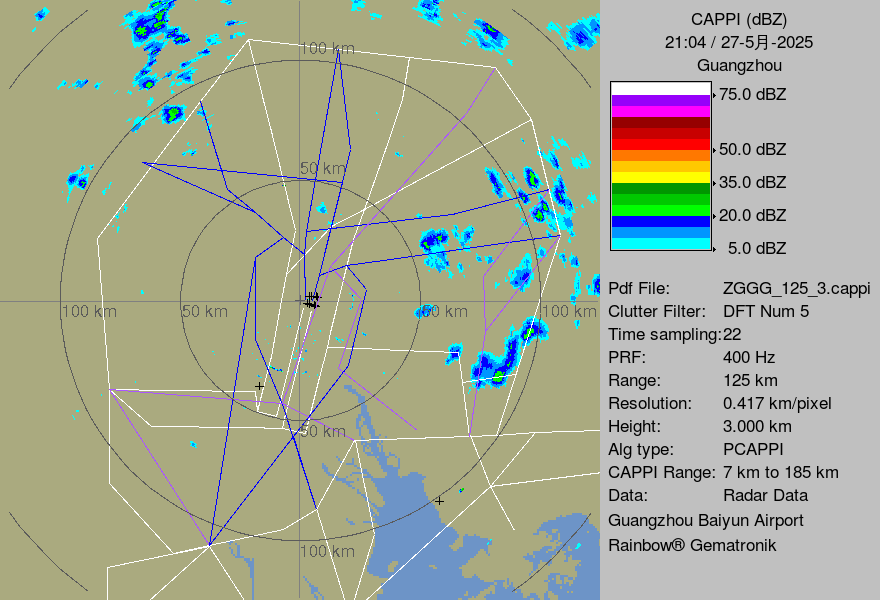 CAPPI (dBZ)
21:04 / 27-5月-2025
Guangzhou
75.0 dBZ
50.0 dBZ
35.0 dBZ
20.0 dBZ
5.0 dBZ
Pdf File: ZGGG_125_3.cappi
Clutter Filter: DFT Num 5
Time sampling:22
PRF: 400 Hz
Range: 125 km
Resolution: 0.417 km/pixel
Height: 3.000 km
Alg type: PCAPPI
CAPPI Range: 7 km to 185 km
Data: Radar Data
Guangzhou Baiyun Airport
Rainbow® Gematronik
100 km
50 km
100 km
50 km
50 km
100 km
50 km
100 km